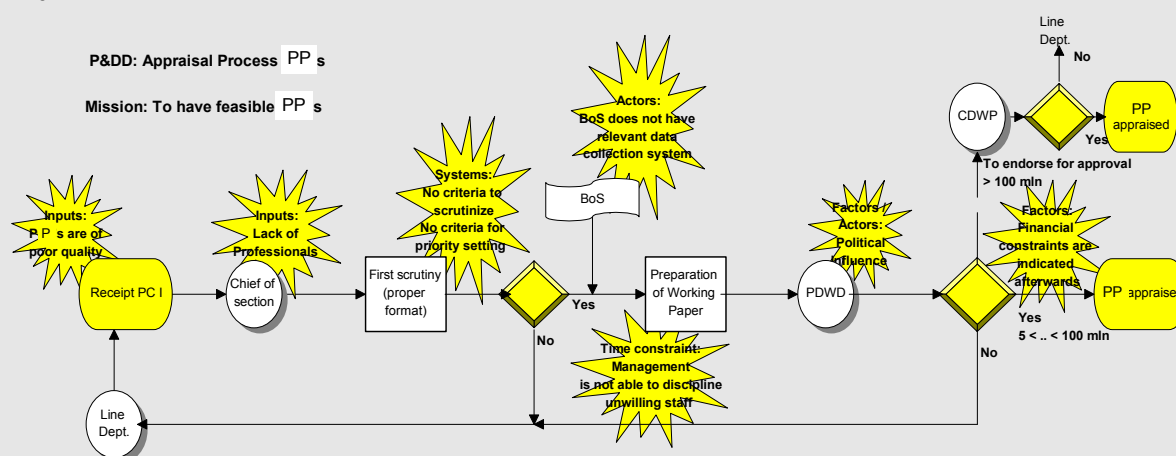 P&DD: Appraisal Process PP s
Mission: To have feasible PP s
Inputs:
P P s are of
poor quality
Receipt PC I
Line
Dept.
Inputs:
Lack of
Professionals
Chief of
section
First scrutiny
(proper
format)
Systems:
No criteria to
scrutinize
No criteria for
priority setting
Yes
No
Actors:
BoS does not have
relevant data
collection system
BoS
Preparation
of Working
Paper
Time constraint:
Management
is not able to discipline
unwilling staff
Factors /
Actors:
Political
Influence
PDWD
CDWP
Line
Dept.
No
Yes
PP
appraised
To endorse for approval
> 100 mln
Factors:
Financial
constraints are
indicated
afterwards
PP appraise
Yes
5 < .. < 100 mln
No